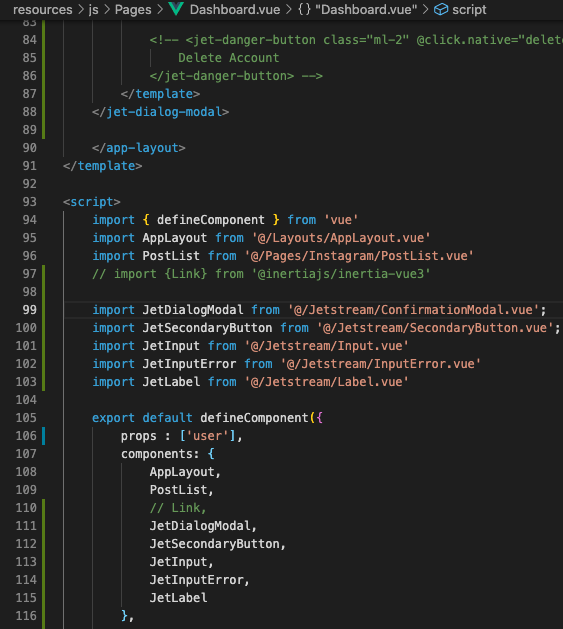 resources > js > Pages > Dashboard.vue > {} "Dashboard.vue" > script
83
84 <!-- <jet-danger-button class="ml-2" @click.native="delete
85 Delete Account
86 </jet-danger-button> -->
87 </template>
88 </jet-dialog-modal>
89
90 </app-layout>
91 </template>
92
93 <script>
94 import { defineComponent } from 'vue'
95 import AppLayout from '@/Layouts/AppLayout.vue'
96 import PostList from '@/Pages/Instagram/PostList.vue'
97 // import {Link} from '@inertiajs/inertia-vue3'
98
99 import JetDialogModal from '@/Jetstream/ConfirmationModal.vue';
100 import JetSecondaryButton from '@/Jetstream/SecondaryButton.vue';
101 import JetInput from '@/Jetstream/Input.vue'
102 import JetInputError from '@/Jetstream/InputError.vue'
103 import JetLabel from '@/Jetstream/Label.vue'
104
105 export default defineComponent({
106 props : ['user'],
107 components: {
108 AppLayout,
109 PostList,
110 // Link,
111 JetDialogModal,
112 JetSecondaryButton,
113 JetInput,
114 JetInputError,
115 JetLabel
116 },